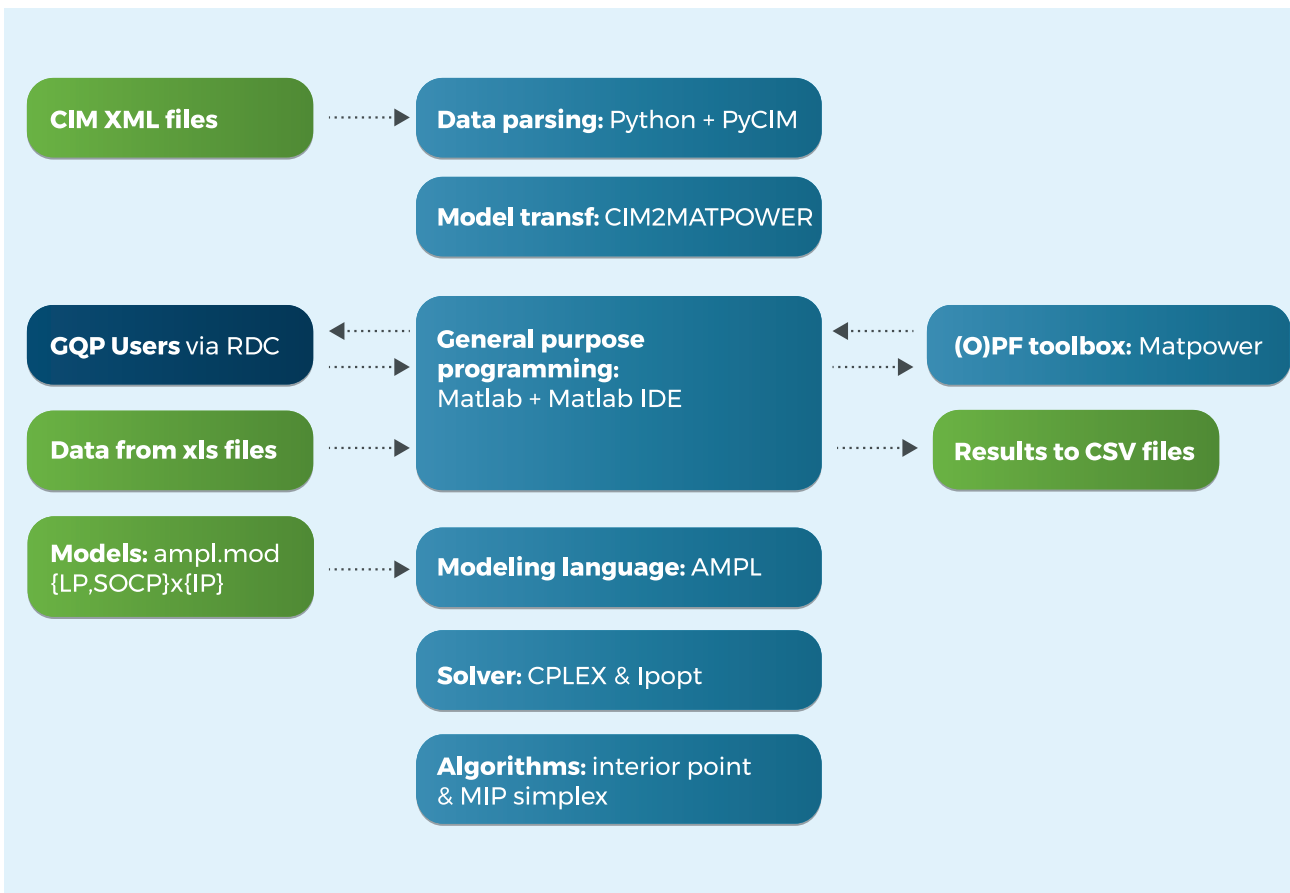 CIM XML files
Data parsing: Python + PyCIM
Model transf: CIM2MATPOWER
GQP Users via RDC
General purpose
programming:
Matlab + Matlab IDE
(O)PF toolbox: Matpower
Data from xls files
Results to CSV files
Models: ampl.mod
{LP,SOCP}x{IP}
Modeling language: AMPL
Solver: CPLEX & Ipopt
Algorithms: interior point
& MIP simplex